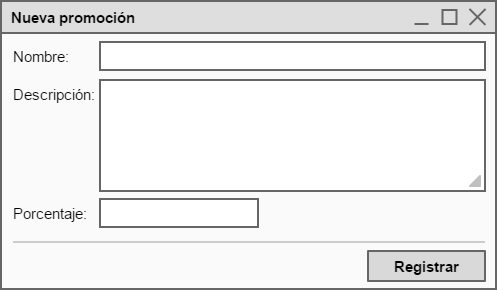 Nueva promoción
Nombre:
Descripción:
Porcentaje:
Registrar